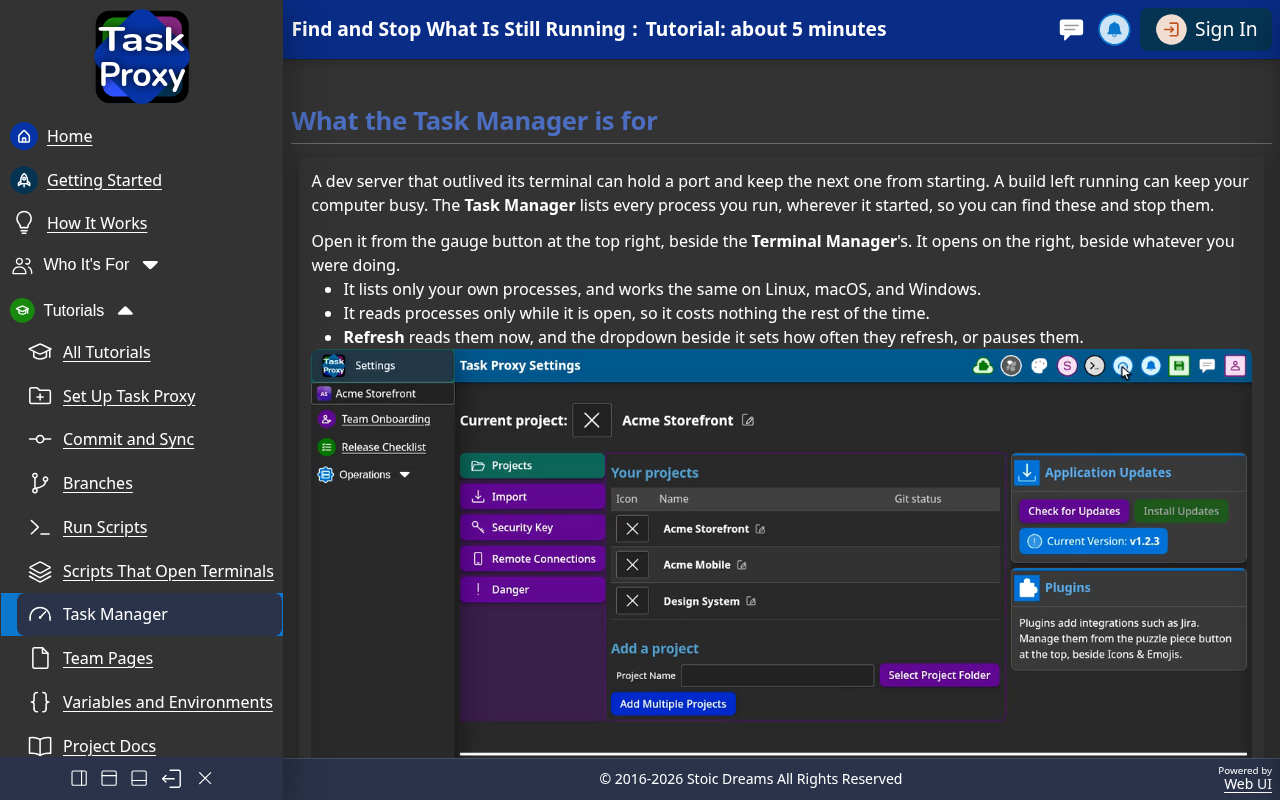 Task Proxy
Find and Stop What Is Still Running : Tutorial: about 5 minutes
Sign In
Home
Getting Started
How It Works
Who It's For
Tutorials
All Tutorials
Set Up Task Proxy
Commit and Sync
Branches
Run Scripts
Scripts That Open Terminals
Task Manager
Team Pages
Variables and Environments
Project Docs
What the Task Manager is for
A dev server that outlived its terminal can hold a port and keep the next one from starting. A build left running can keep your
computer busy. The Task Manager lists every process you run, wherever it started, so you can find these and stop them.
Open it from the gauge button at the top right, beside the Terminal Manager's. It opens on the right, beside whatever you
were doing.
It lists only your own processes, and works the same on Linux, macOS, and Windows.
It reads processes only while it is open, so it costs nothing the rest of the time.
Refresh reads them now, and the dropdown beside it sets how often they refresh, or pauses them.
Task Proxy
Settings
Task Proxy Settings
S
AS Acme Storefront
Team Onboarding
Release Checklist
Operations
Current project: Acme Storefront
Projects
Import
Security Key
Remote Connections
Danger
Your projects
Icon Name Git status
Acme Storefront
Acme Mobile
Design System
Add a project
Project Name Select Project Folder
Add Multiple Projects
Application Updates
Check for Updates Install Updates
Current Version: v1.2.3
Plugins
Plugins add integrations such as Jira.
Manage them from the puzzle piece button
at the top, beside Icons & Emojis.
© 2016-2026 Stoic Dreams All Rights Reserved
Powered by
Web UI